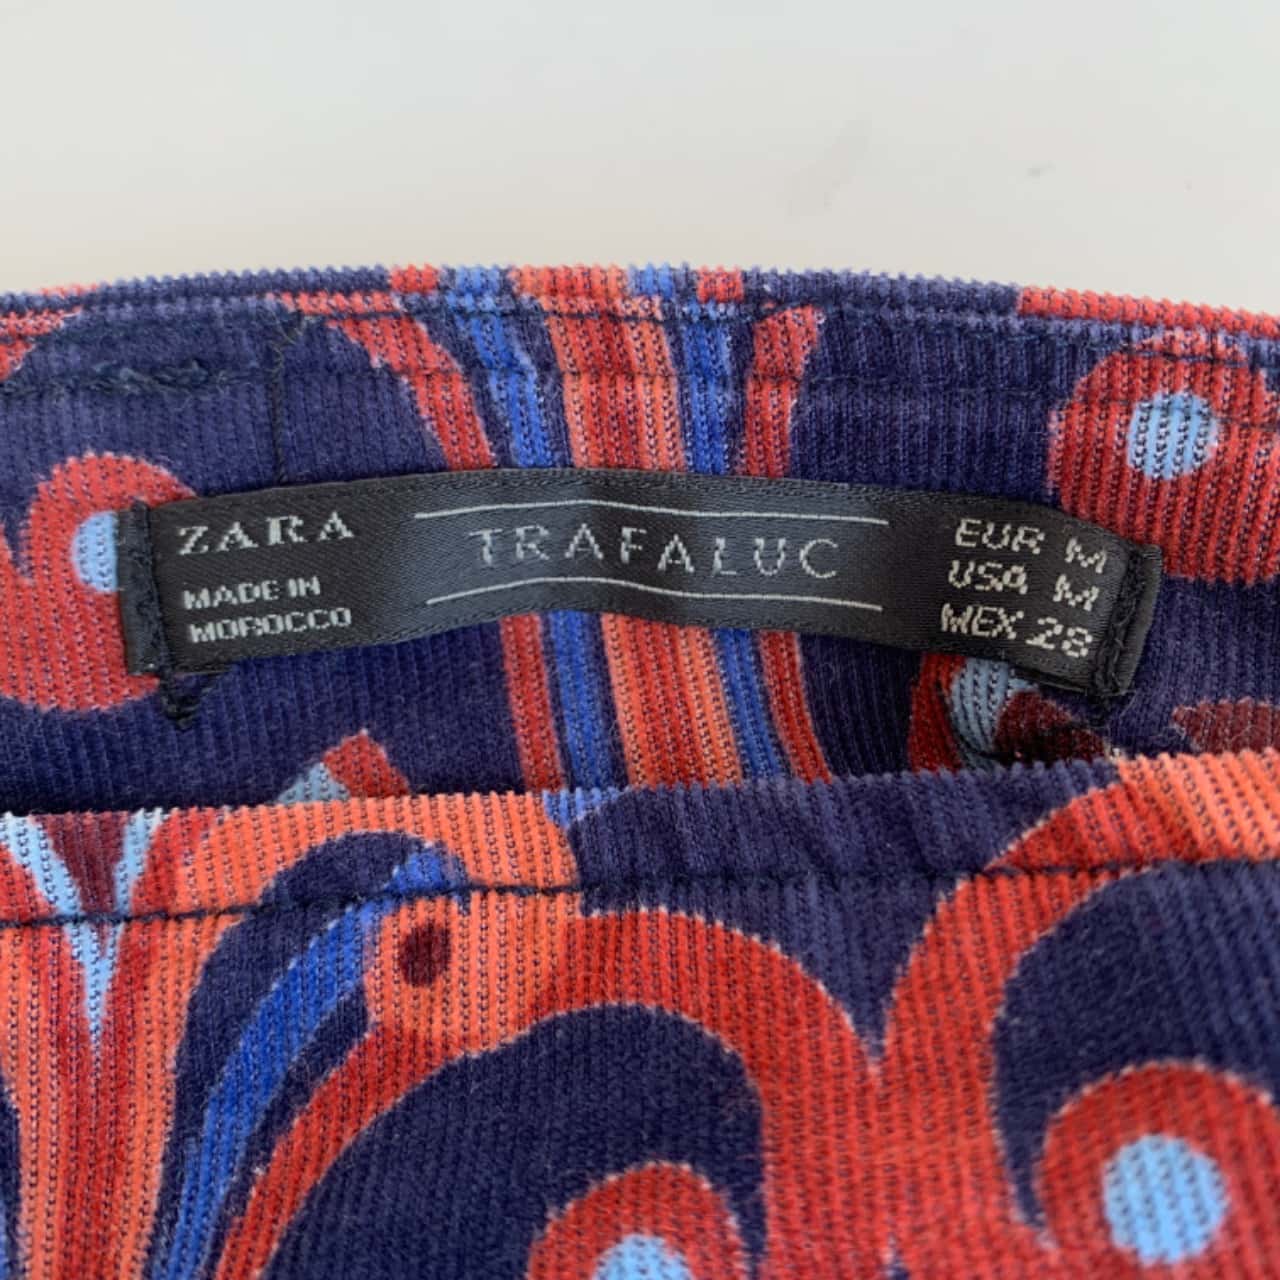 ZARA
MADE IN
MOROCCO
TRAFALUC
EUR M
USA M
MEX 28